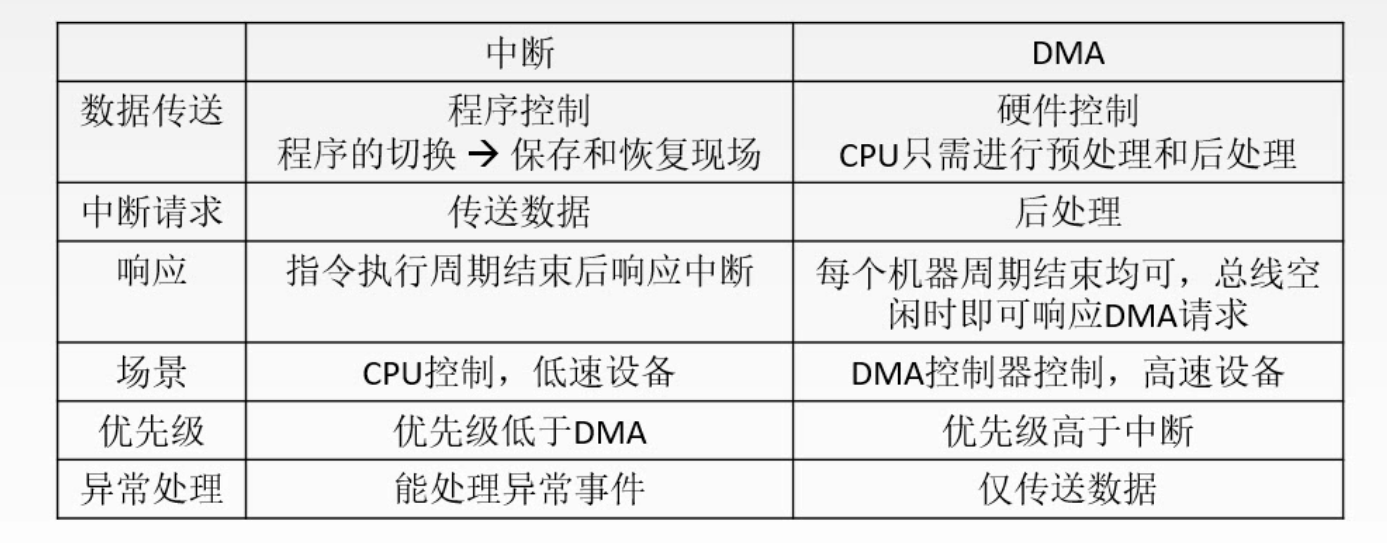 中断
DMA
数据传送
程序控制
程序的切换 → 保存和恢复现场
硬件控制
CPU只需进行预处理和后处理
中断请求
传送数据
后处理
响应
指令执行周期结束后响应中断
每个机器周期结束均可，总线空
闲时即可响应DMA请求
场景
CPU控制，低速设备
DMA控制器控制，高速设备
优先级
优先级低于DMA
优先级高于中断
异常处理
能处理异常事件
仅传送数据